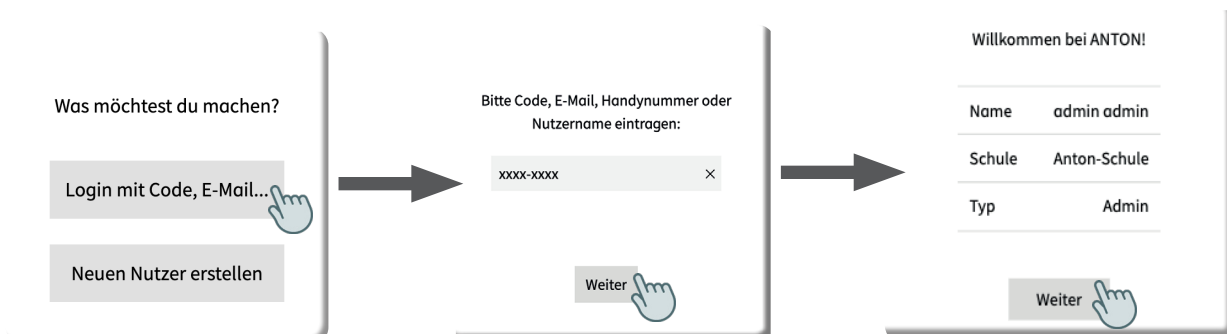 Was möchtest du machen?
Login mit Code, E-Mail...
Neuen Nutzer erstellen
Bitte Code, E-Mail, Handynummer oder
Nutzername eintragen:
xxxx-xxxx ×
Weiter
Willkommen bei ANTON!
Name admin admin
Schule Anton-Schule
Typ Admin
Weiter